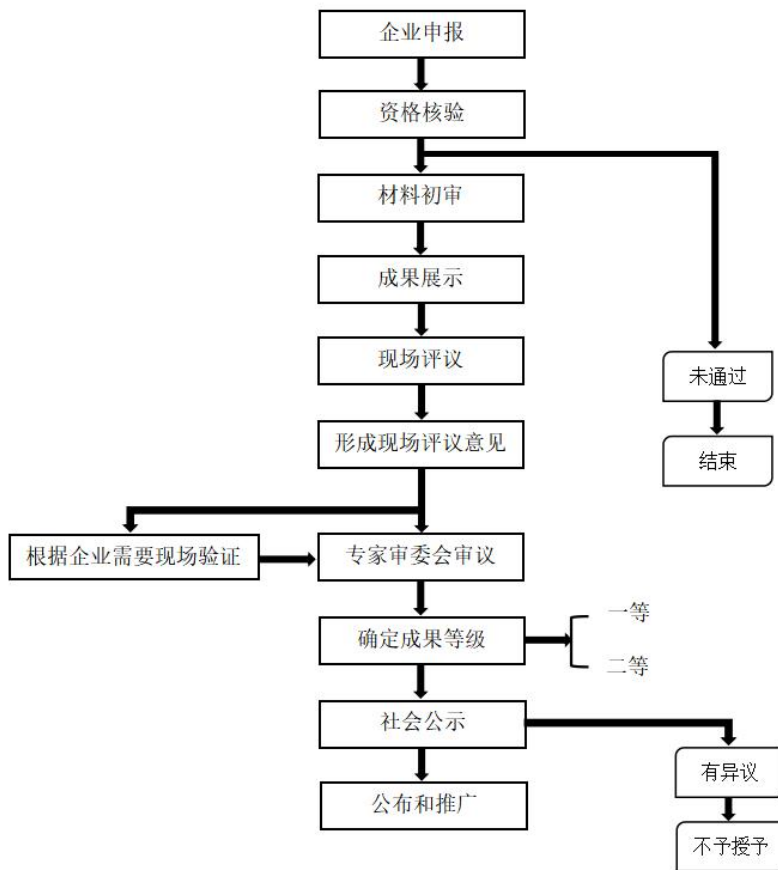 企业申报
资格核验
材料初审
成果展示
现场评议
未通过
形成现场评议意见
结束
根据企业需要现场验证
专家审委会审议
一等
确定成果等级
二等
社会公示
有异议
公布和推广
不予授予